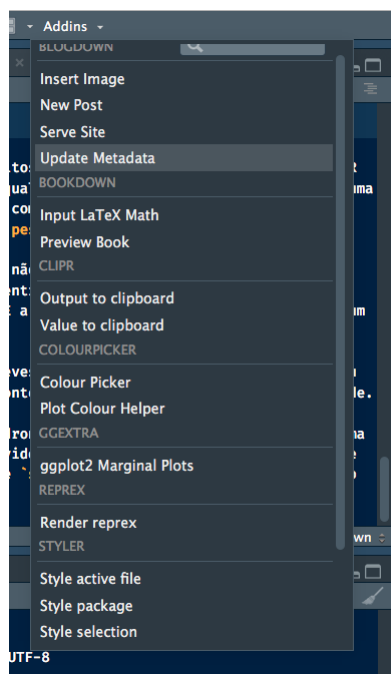 Addins
BLOGDOWN
Insert Image
New Post
Serve Site
Update Metadata
BOOKDOWN
Input LaTeX Math
Preview Book
CLIPR
Output to clipboard
Value to clipboard
COLOURPICKER
Colour Picker
Plot Colour Helper
GGEXTRA
ggplot2 Marginal Plots
REPREX
Render reprex
STYLER
Style active file
Style package
Style selection
UTF-8